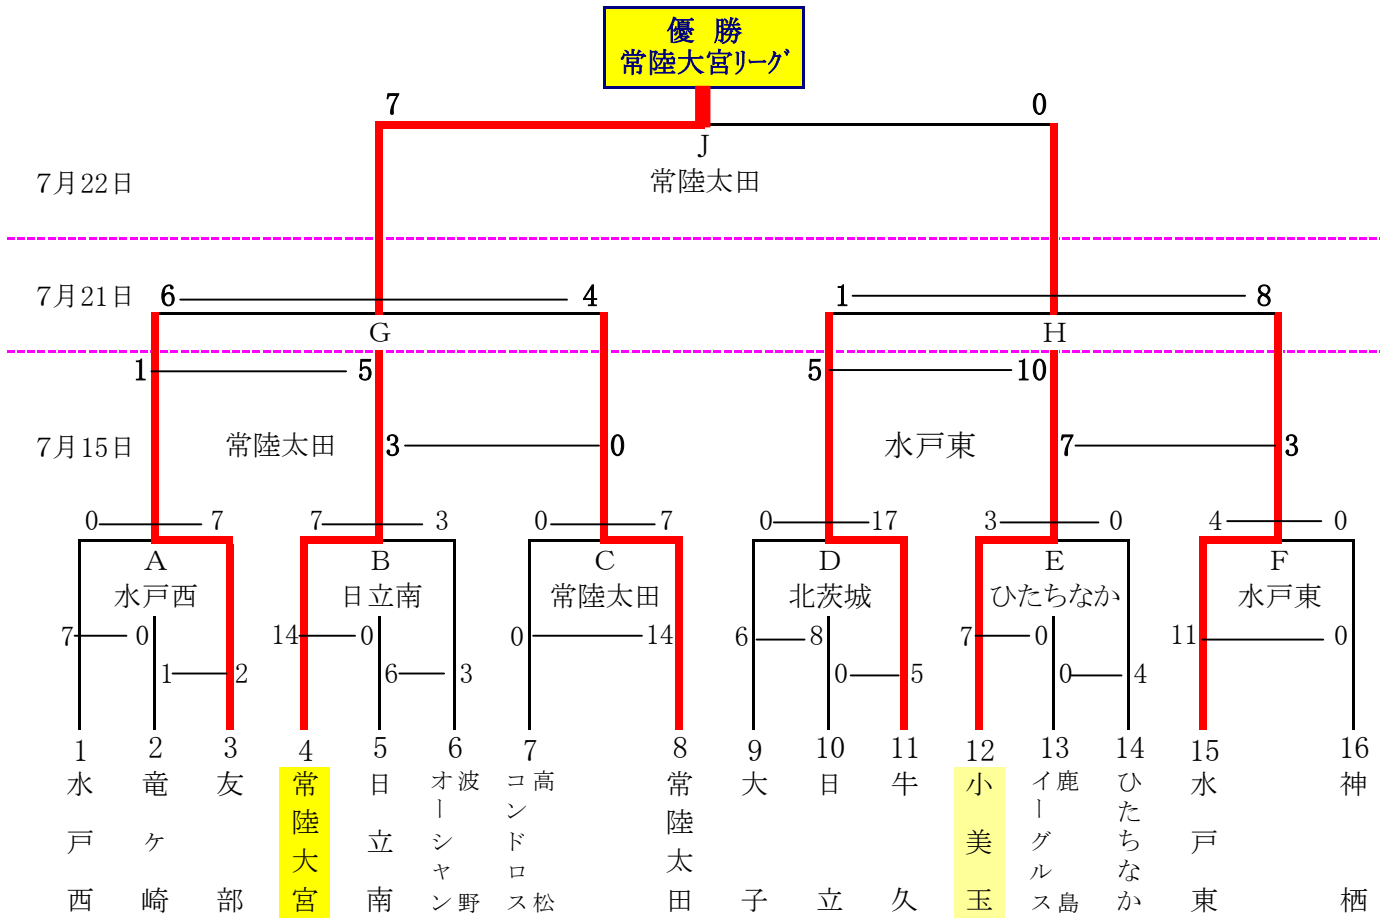 優 勝
常陸大宮ﾘｰｸﾞ
7 0
J
7月22日 常陸太田
7月21日 6 4 1 8
G H
1 5 5 10
7月15日 常陸太田 3 0 水戸東 7 3
0 7 7 3 0 7 0 17 3 0 4 0
A B C D E F
水戸西 日立南 常陸太田 北茨城 ひたちなか 水戸東
7 0 14 0 0 14 6 8 7 0 11 0
1 2 6 3 0 5 0 4
1 2 3 4 5 6 7 8 9 10 11 12 13 14 15 16
水戸西
竜ケ崎
友部
常陸大宮
日立南
波野
オーシャン
高松
コンドロス
常陸太田
大子
日立
牛久
小美玉
鹿島
イーグルス
ひたちなか
水戸東
神栖